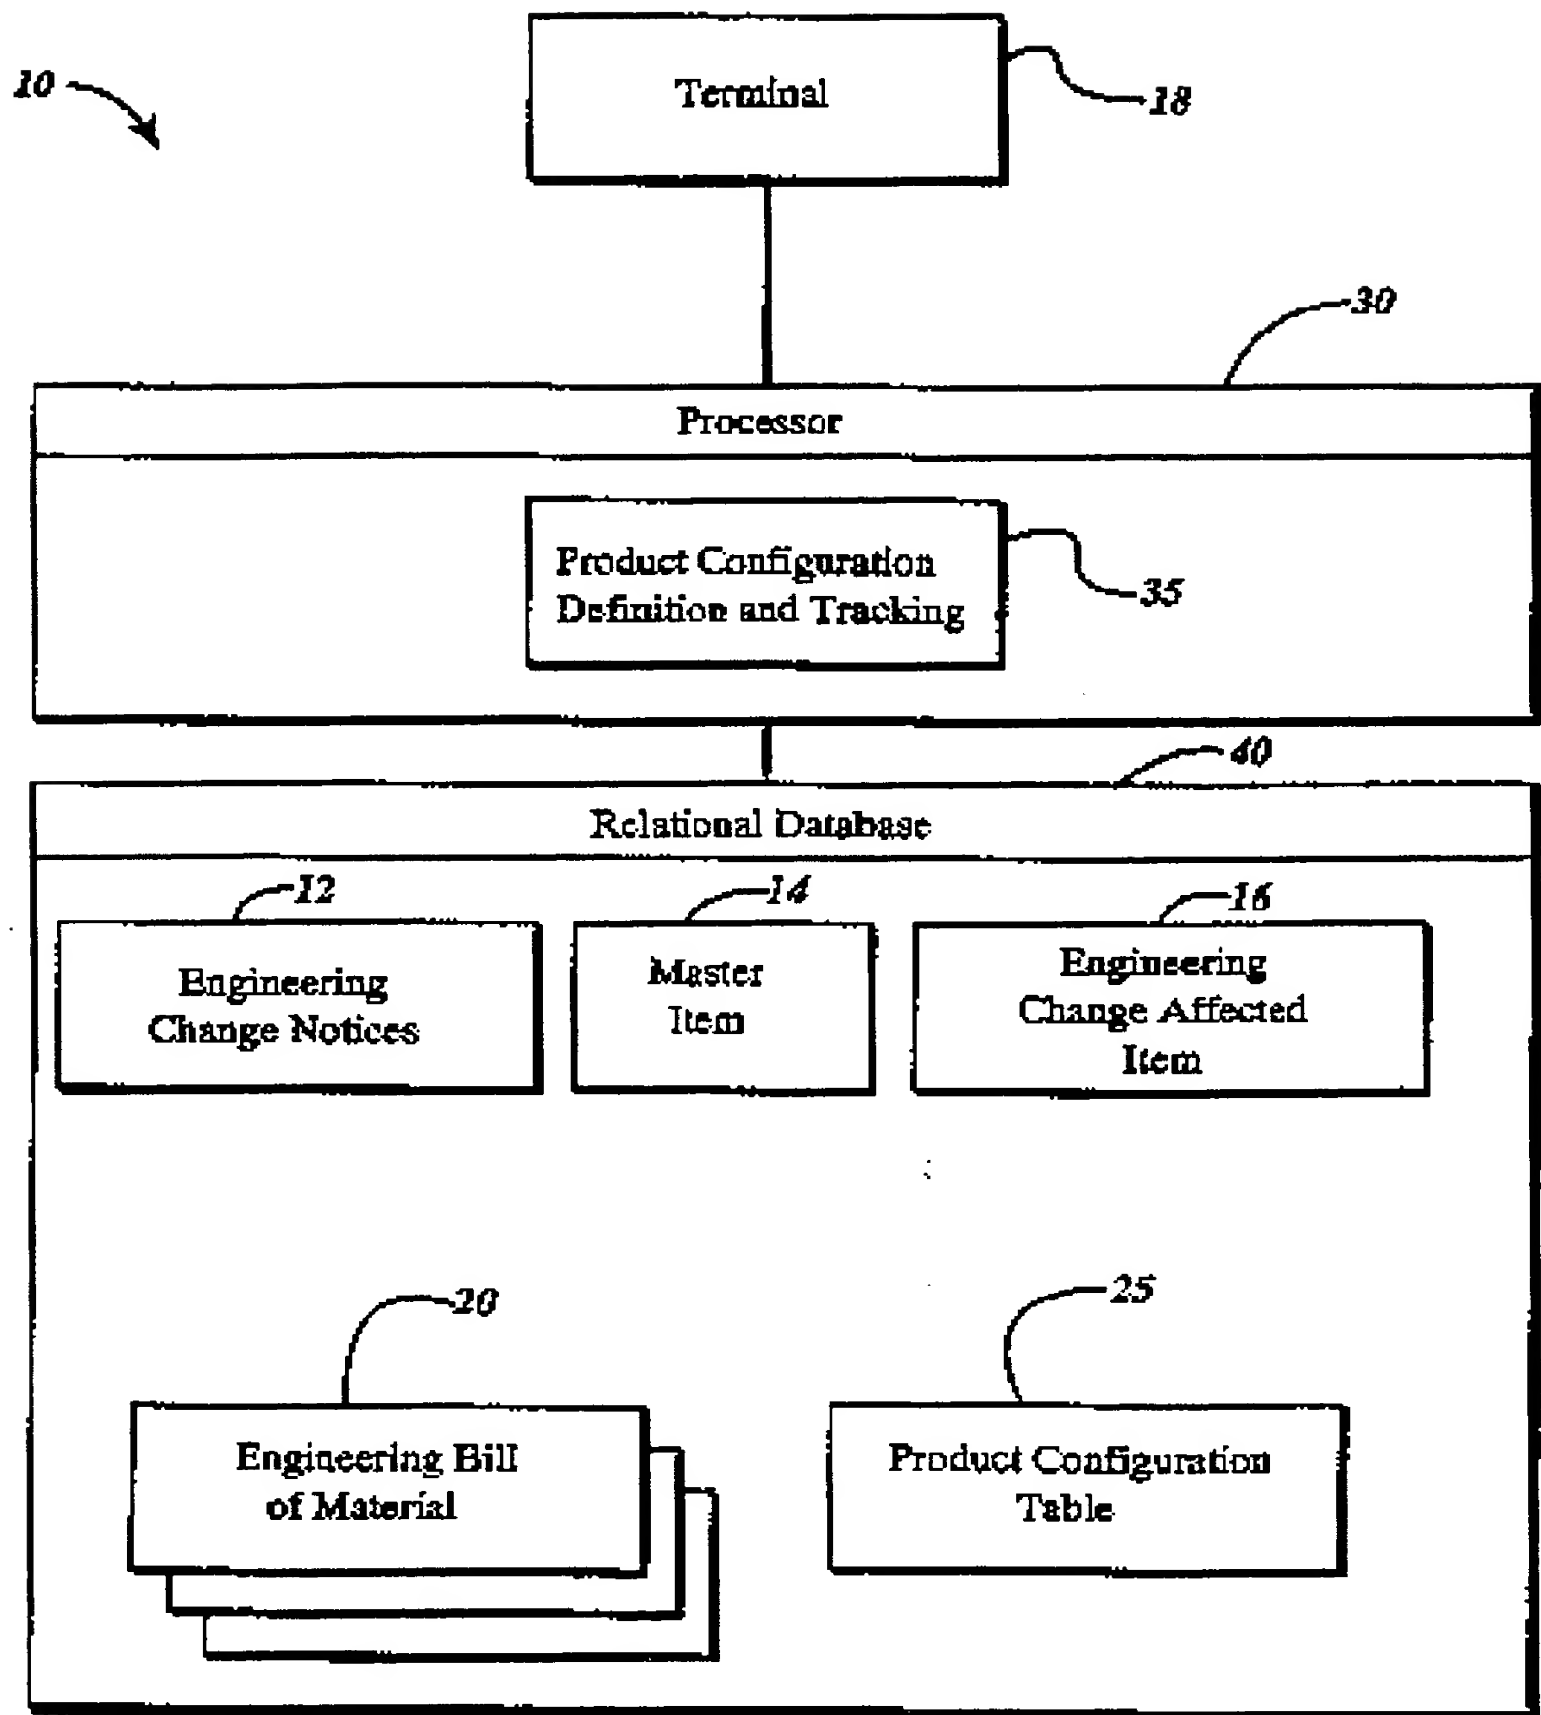 10
Terminal
18
30
Processor
Product Configuration
Definition and Tracking
35
40
Relational Database
12
14
16
Engineering
Change Notices
Master
Item
Engineering
Change Affected
Item
20
25
Engineering Bill
of Material
Product Configuration
Table